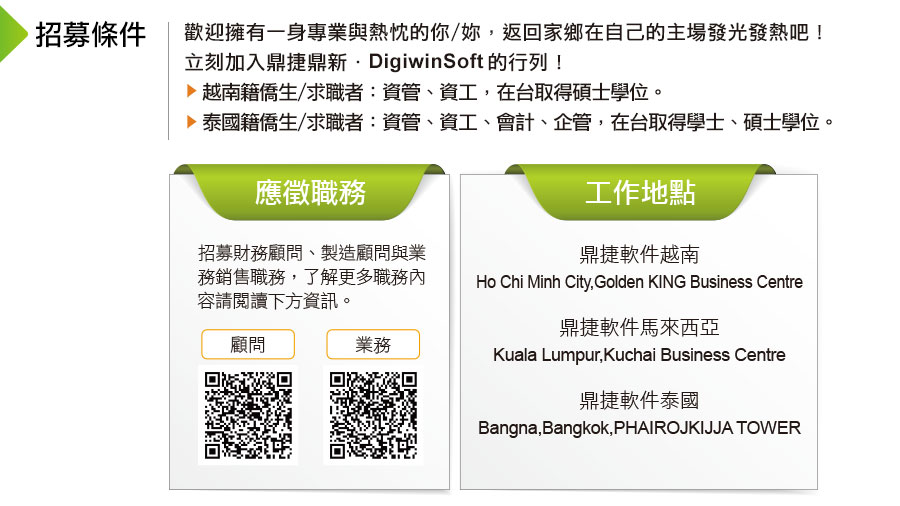 招募條件
歡迎擁有一身專業與熱忱的你/妳，返回家鄉在自己的主場發光發熱吧！
立刻加入鼎捷鼎新．DigiwinSoft 的行列！
越南籍僑生/求職者：資管、資工，在台取得碩士學位。
泰國籍僑生/求職者：資管、資工、會計、企管，在台取得學士、碩士學位。
應徵職務
招募財務顧問、製造顧問與業
務銷售職務，了解更多職務內
容請閱讀下方資訊。
顧問
業務
工作地點
鼎捷軟件越南
Ho Chi Minh City,Golden KING Business Centre
鼎捷軟件馬來西亞
Kuala Lumpur,Kuchai Business Centre
鼎捷軟件泰國
Bangna,Bangkok,PHAIROJKIJJA TOWER